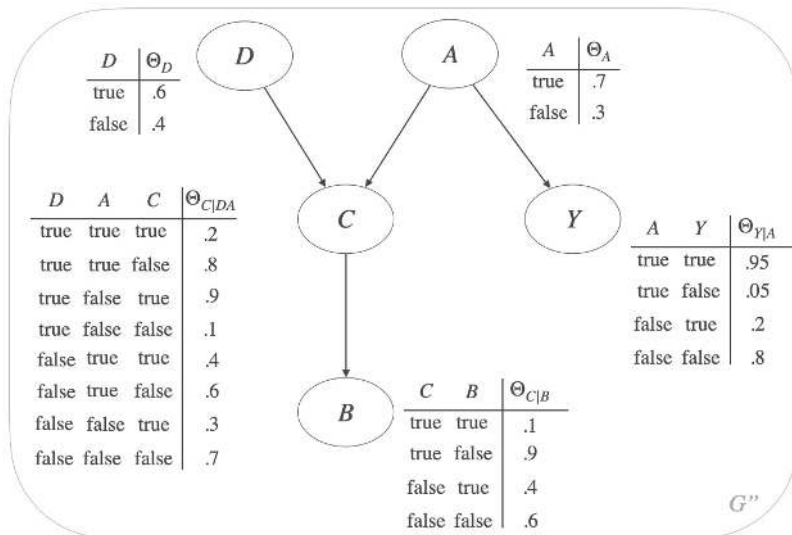 D Θ_D
true .6
false .4
D
A
A Θ_A
true .7
false .3
D A C Θ_{C|DA}
true true true .2
true true false .8
true false true .9
true false false .1
false true true .4
false true false .6
false false true .3
false false false .7
C
Y
A Y Θ_{Y|A}
true true .95
true false .05
false true .2
false false .8
B
C B Θ_{C|B}
true true .1
true false .9
false true .4
false false .6
G”